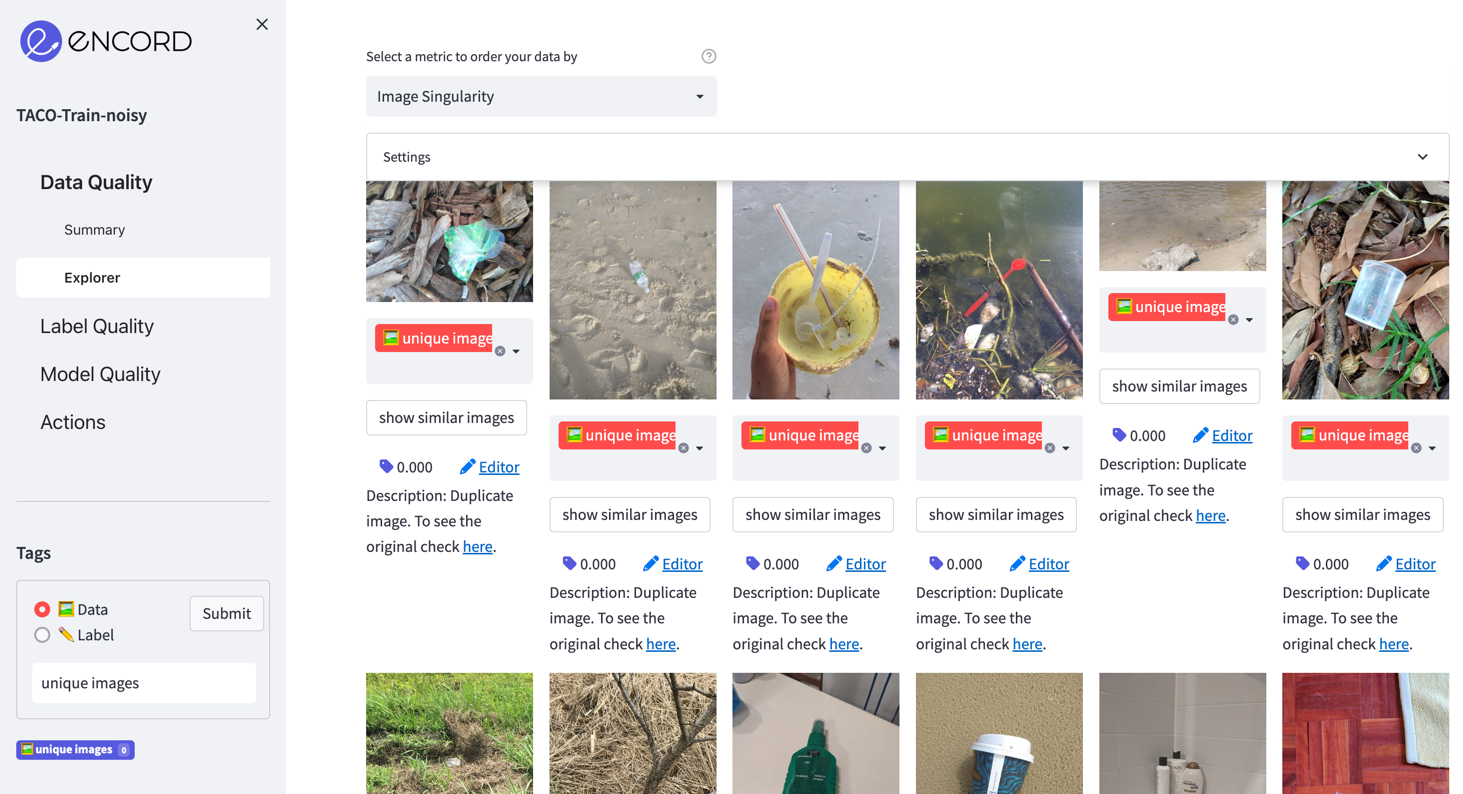 ENCORD
TACO-Train-noisy
Data Quality
Summary
Explorer
Label Quality
Model Quality
Actions
Tags
Data
Label
Submit
unique images
unique images 0
Select a metric to order your data by
Image Singularity
Settings
unique image
show similar images
0.000 Editor
Description: Duplicate
image. To see the
original check here.
unique image
show similar images
0.000 Editor
Description: Duplicate
image. To see the
original check here.
unique image
show similar images
0.000 Editor
Description: Duplicate
image. To see the
original check here.
unique image
show similar images
0.000 Editor
Description: Duplicate
image. To see the
original check here.
unique image
show similar images
0.000 Editor
Description: Duplicate
image. To see the
original check here.
unique image
show similar images
0.000 Editor
Description: Duplicate
image. To see the
original check here.